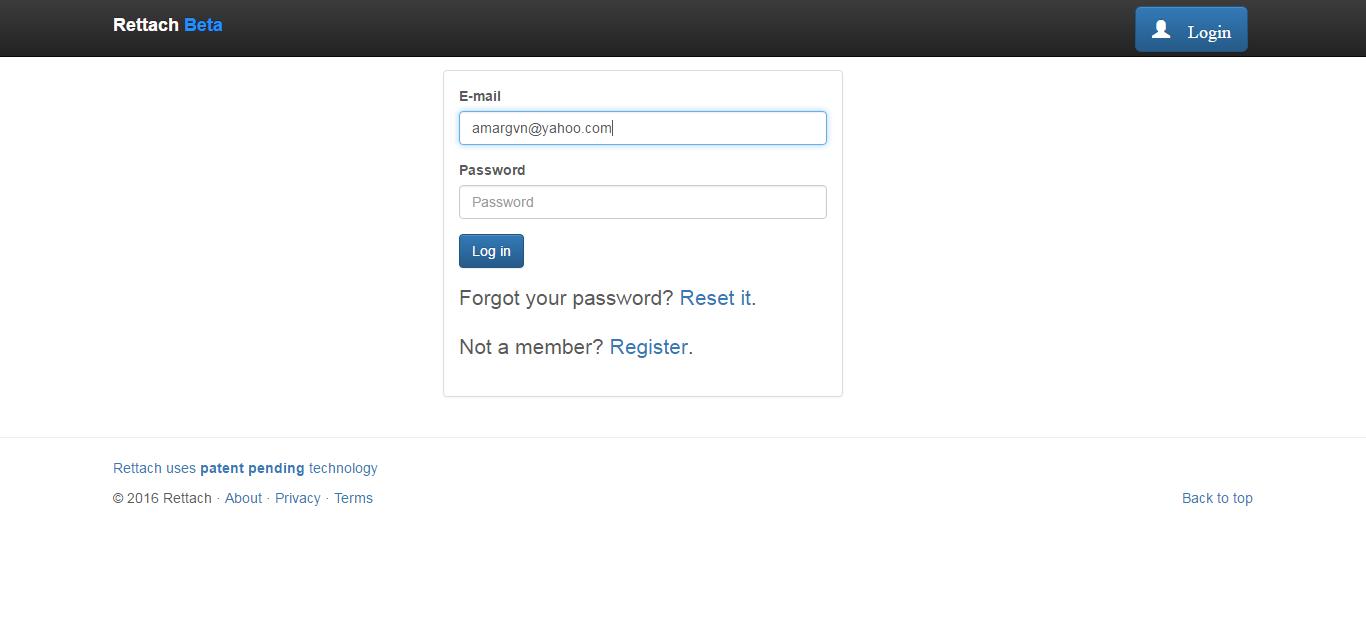 Rettach Beta
Login
E-mail
amargvn@yahoo.com
Password
Password
Log in
Forgot your password? Reset it.
Not a member? Register.
Rettach uses patent pending technology
© 2016 Rettach · About · Privacy · Terms
Back to top